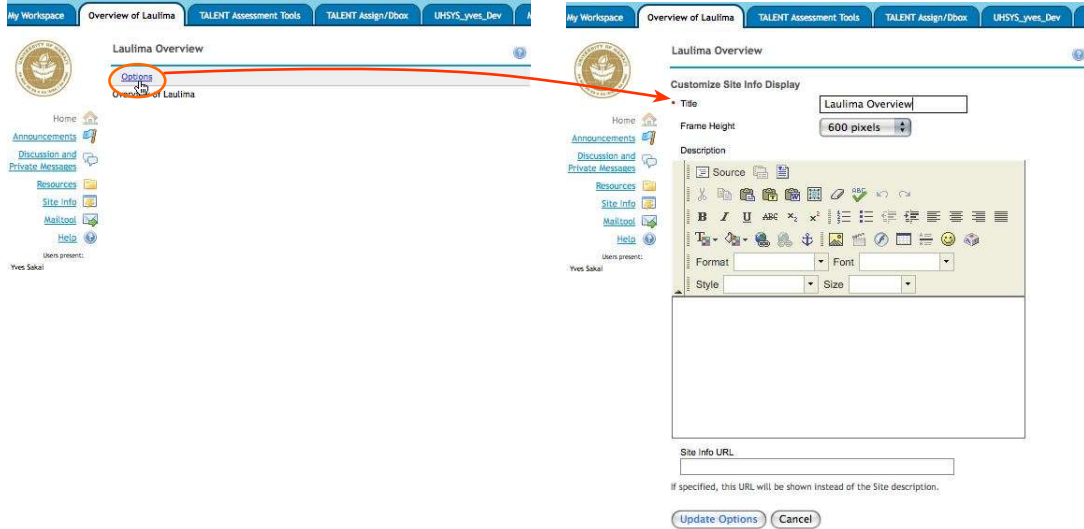 My Workspace
Overview of Laulima
TALENT Assessment Tools
TALENT Assign/Dbox
UHSYS_yves_Dev
Laulima Overview
Options
Overview of Laulima
Home
Announcements
Discussion and
Private Messages
Resources
Site Info
Mailtool
Help
Users present:
Yves Sakai
My Workspace
Overview of Laulima
TALENT Assessment Tools
TALENT Assign/Dbox
UHSYS_yves_Dev
Laulima Overview
Customize Site Info Display
* Title
Laulima Overview
Frame Height
600 pixels
Description
Source
ABC
B I U ABC X₂ x²
Format
Font
Style
Size
Home
Announcements
Discussion and
Private Messages
Resources
Site Info
Mailtool
Help
Users present:
Yves Sakai
Site Info URL
If specified, this URL will be shown instead of the Site description.
Update Options
Cancel